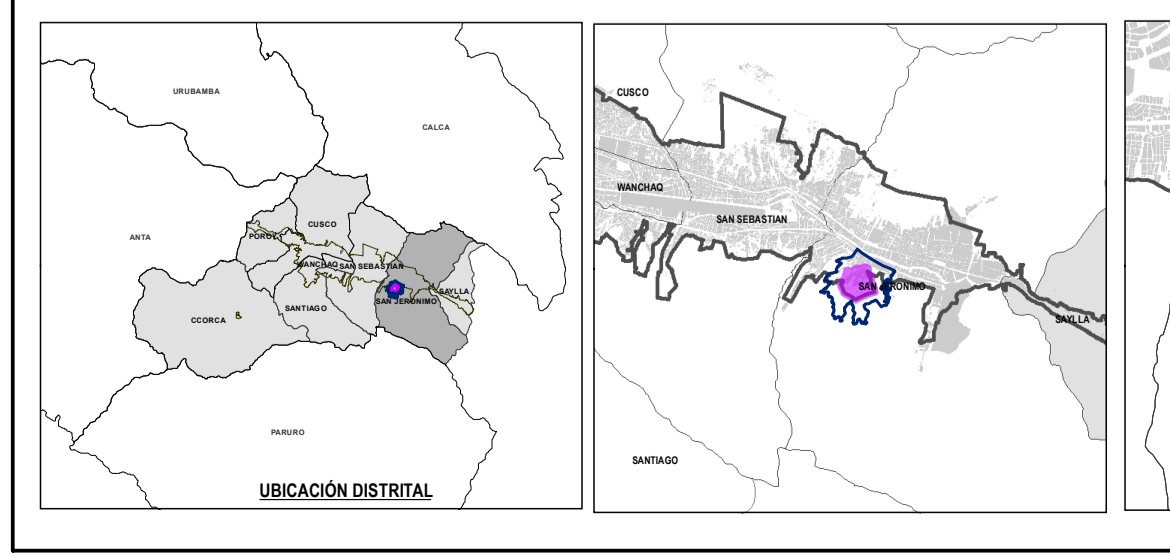 URUBAMBA
CALCA
ANTA
CUSCO
POROY
WANCHAQ
SAN SEBASTIAN
SAYLLA
SAN JERONIMO
SANTIAGO
CCORCA
PARURO
UBICACIÓN DISTRITAL
CUSCO
WANCHAQ
SAN SEBASTIAN
SAN JERONIMO
SAYLLA
SANTIAGO